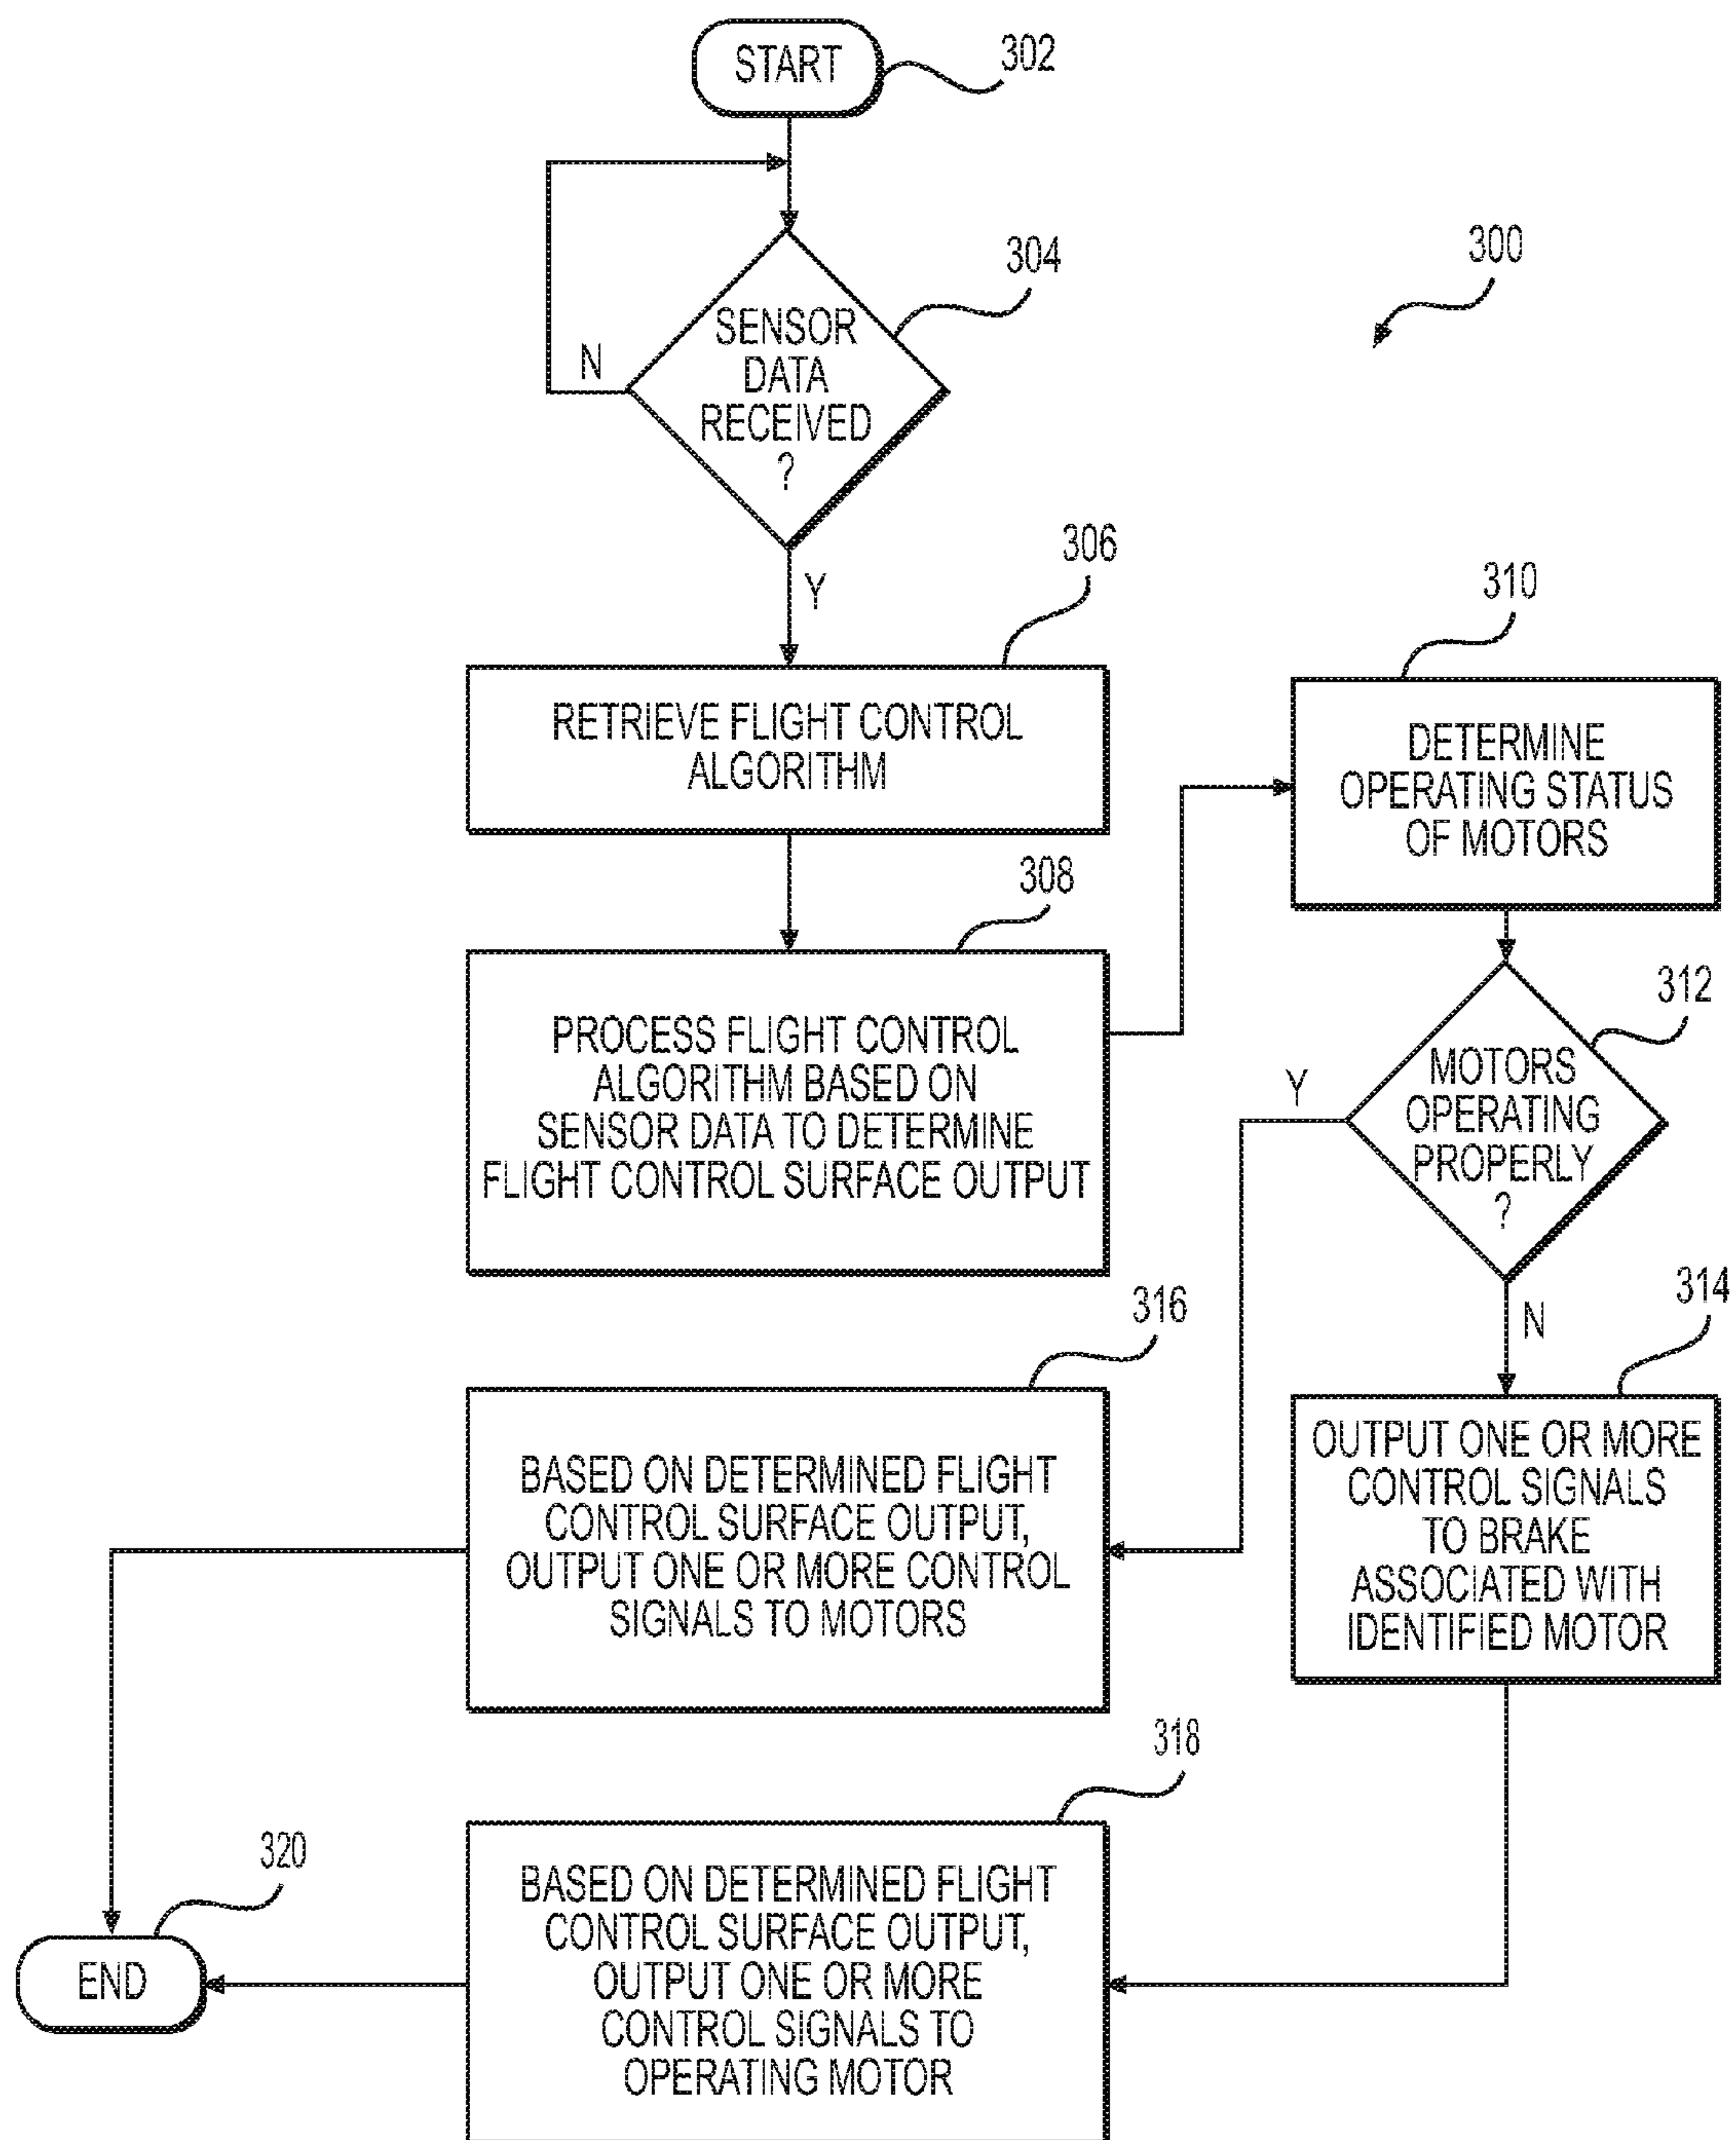 START
302
304
300
SENSOR
DATA
RECEIVED
?
N
Y
306
RETRIEVE FLIGHT CONTROL
ALGORITHM
308
PROCESS FLIGHT CONTROL
ALGORITHM BASED ON
SENSOR DATA TO DETERMINE
FLIGHT CONTROL SURFACE OUTPUT
310
DETERMINE
OPERATING STATUS
OF MOTORS
312
MOTORS
OPERATING
PROPERLY
?
Y
N
314
OUTPUT ONE OR MORE
CONTROL SIGNALS
TO BRAKE
ASSOCIATED WITH
IDENTIFIED MOTOR
316
BASED ON DETERMINED FLIGHT
CONTROL SURFACE OUTPUT,
OUTPUT ONE OR MORE CONTROL
SIGNALS TO MOTORS
318
BASED ON DETERMINED FLIGHT
CONTROL SURFACE OUTPUT,
OUTPUT ONE OR MORE
CONTROL SIGNALS TO
OPERATING MOTOR
320
END